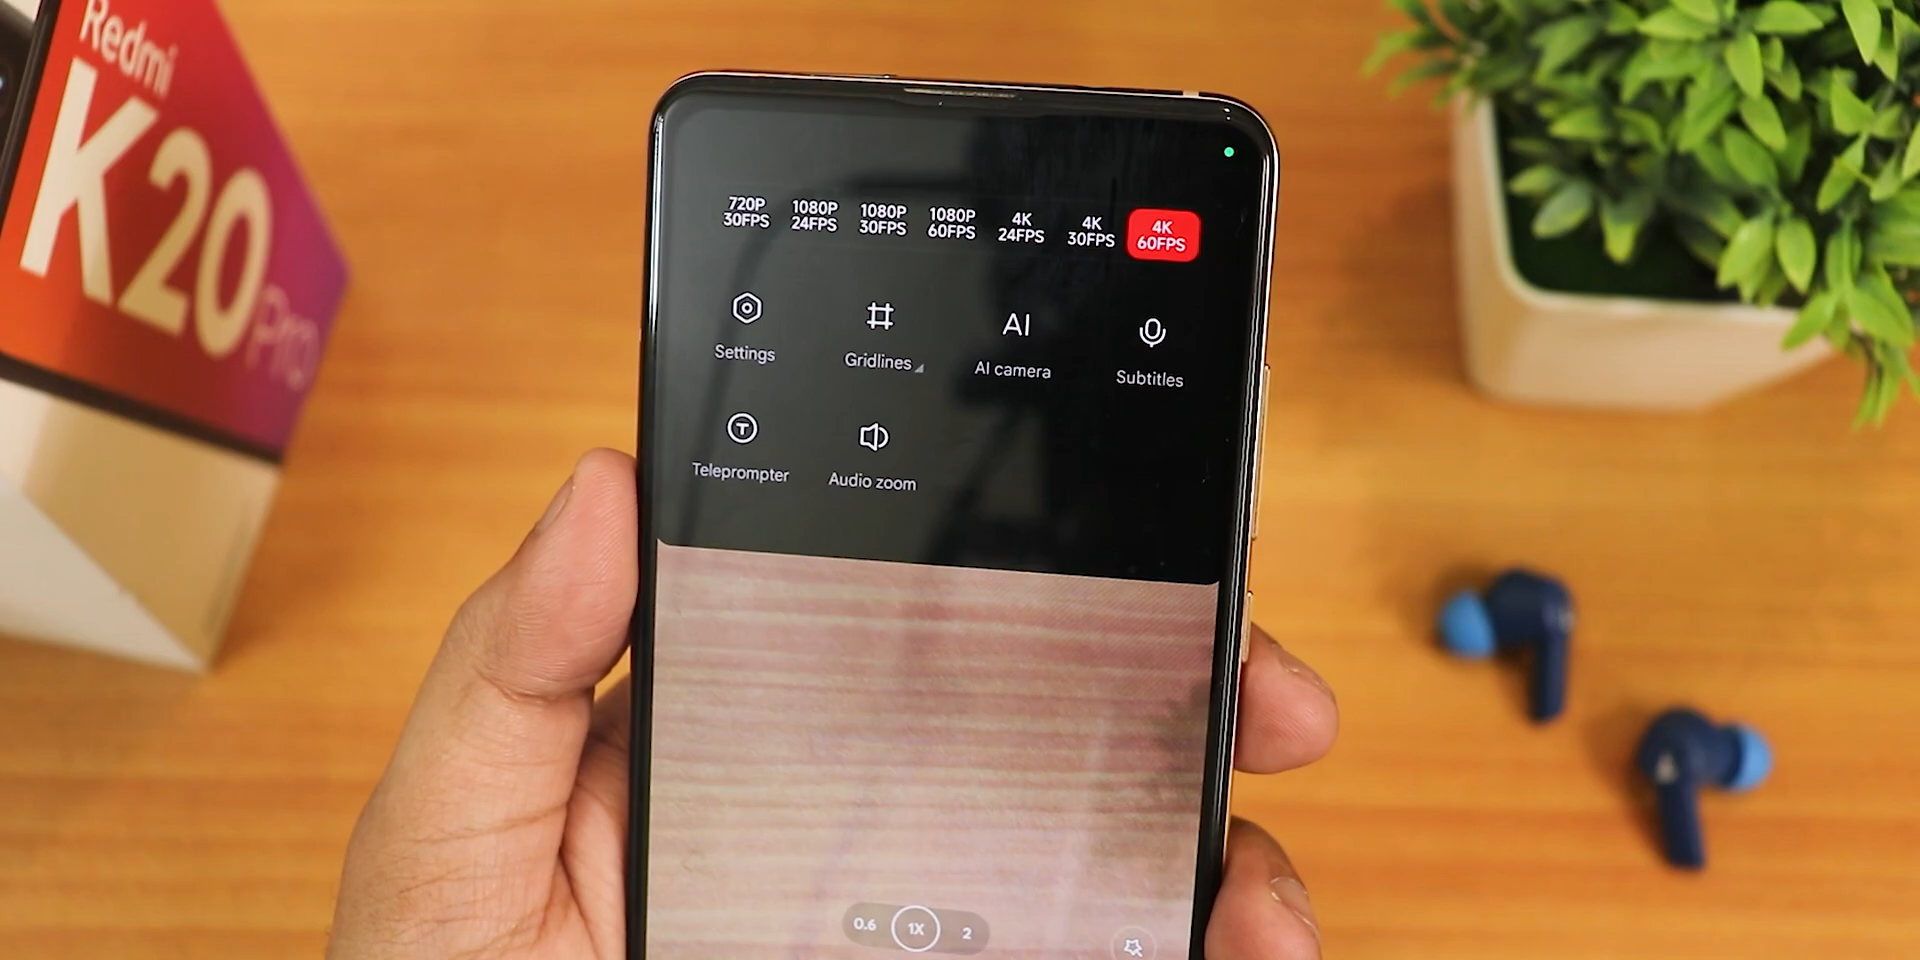 Redmi
K20 Pro
720P
30FPS
1080P
24FPS
1080P
30FPS
1080P
60FPS
4K
24FPS
4K
30FPS
4K
60FPS
Settings
Gridlines
AI
AI camera
Subtitles
T
Teleprompter
Audio zoom
0.6
1X
2